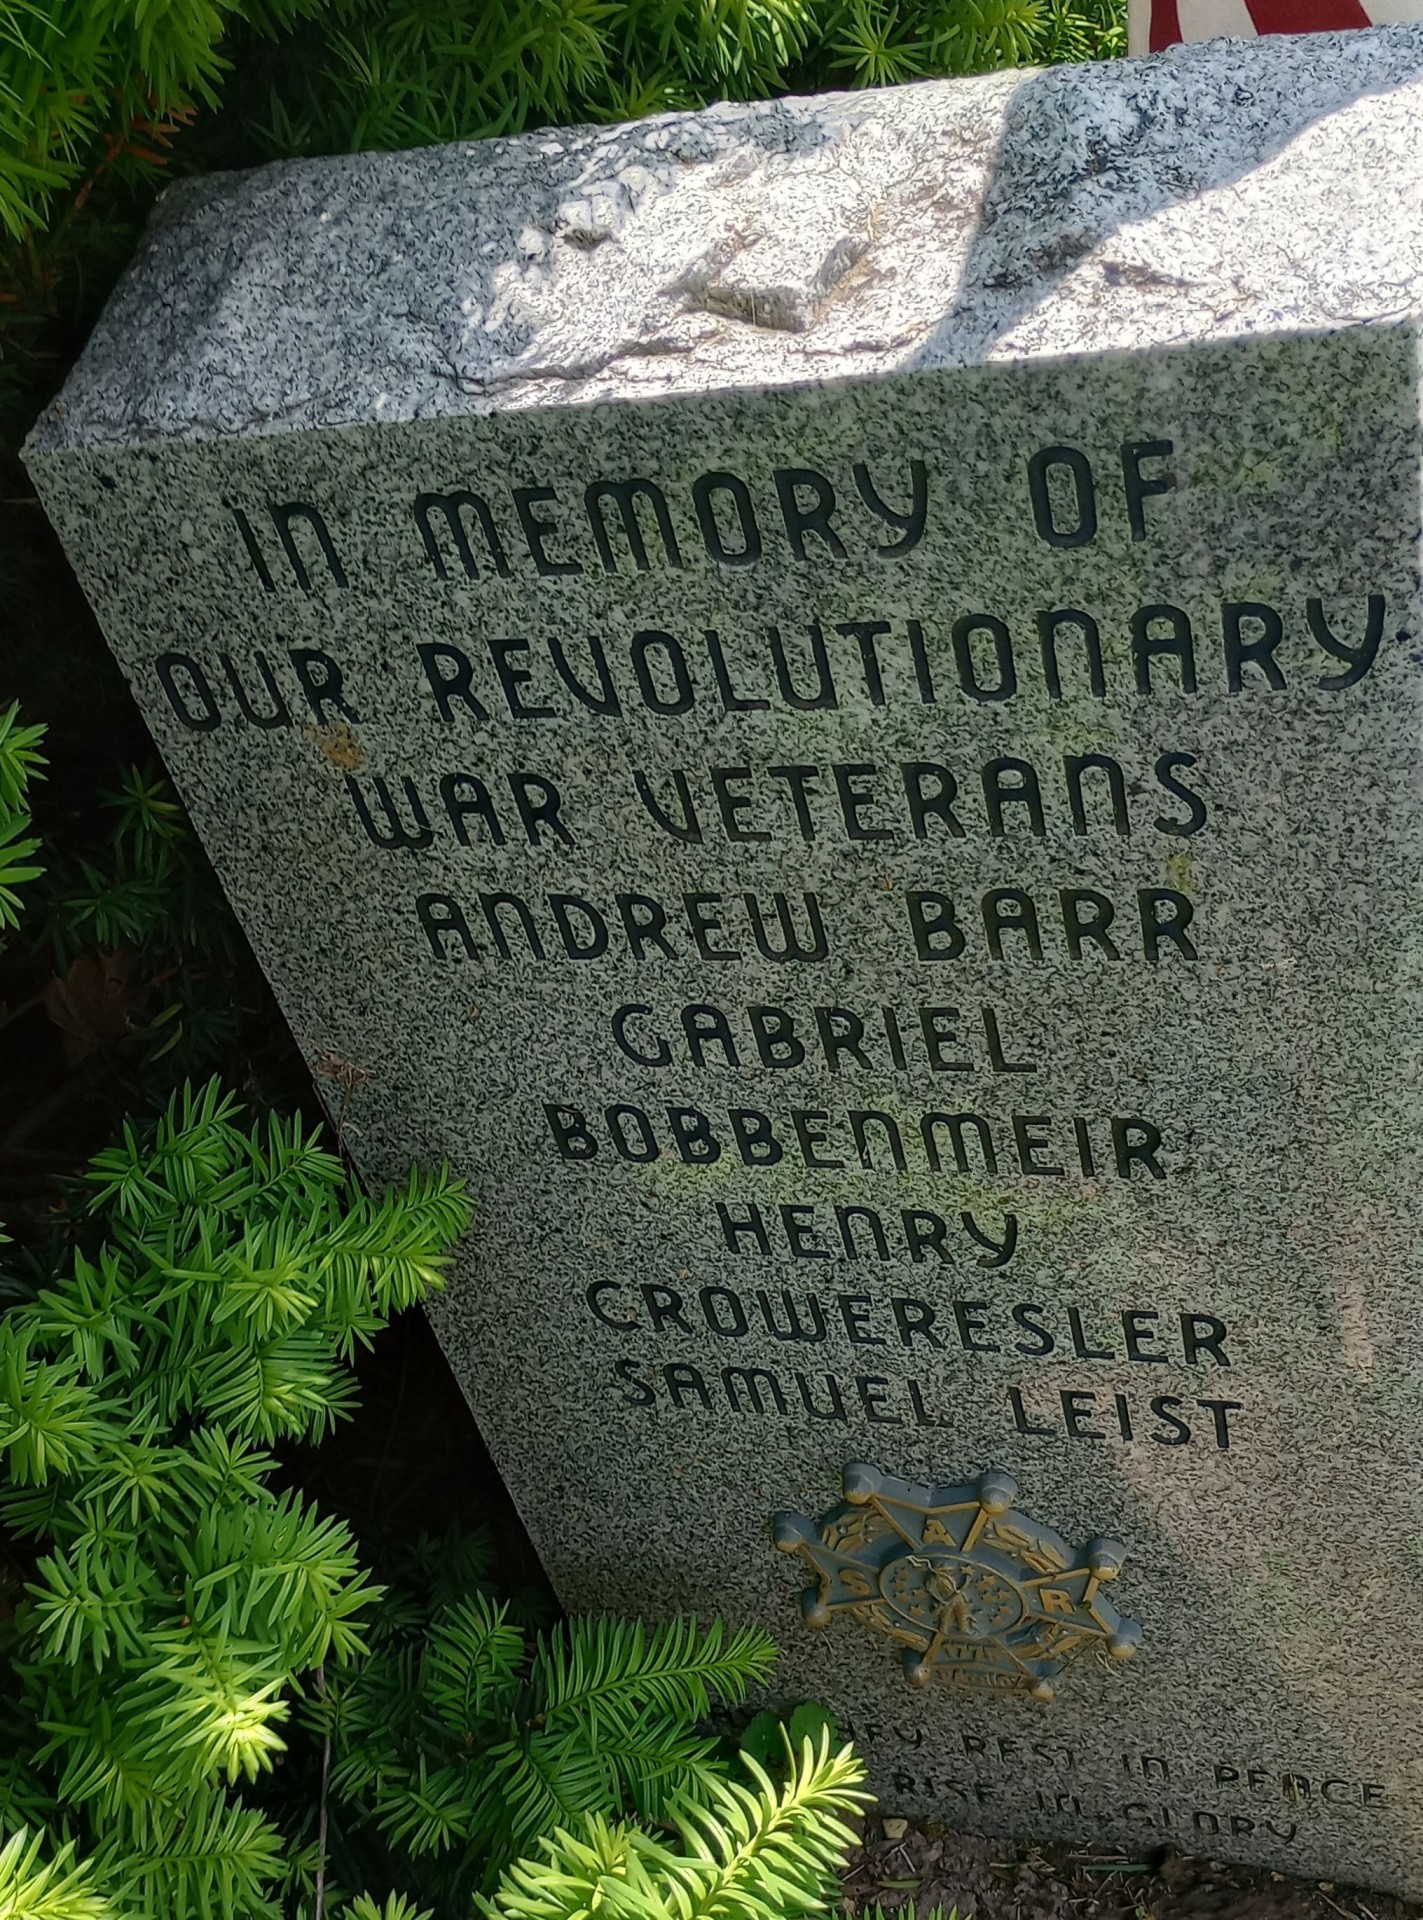 IN MEMORY OF
OUR REVOLUTIONARY
WAR VETERANS
ANDREW BARR
GABRIEL
BOBBENMEIR
HENRY
CROWERESLER
SAMUEL LEIST
SAR
REST IN PEACE
RISE IN GLORY